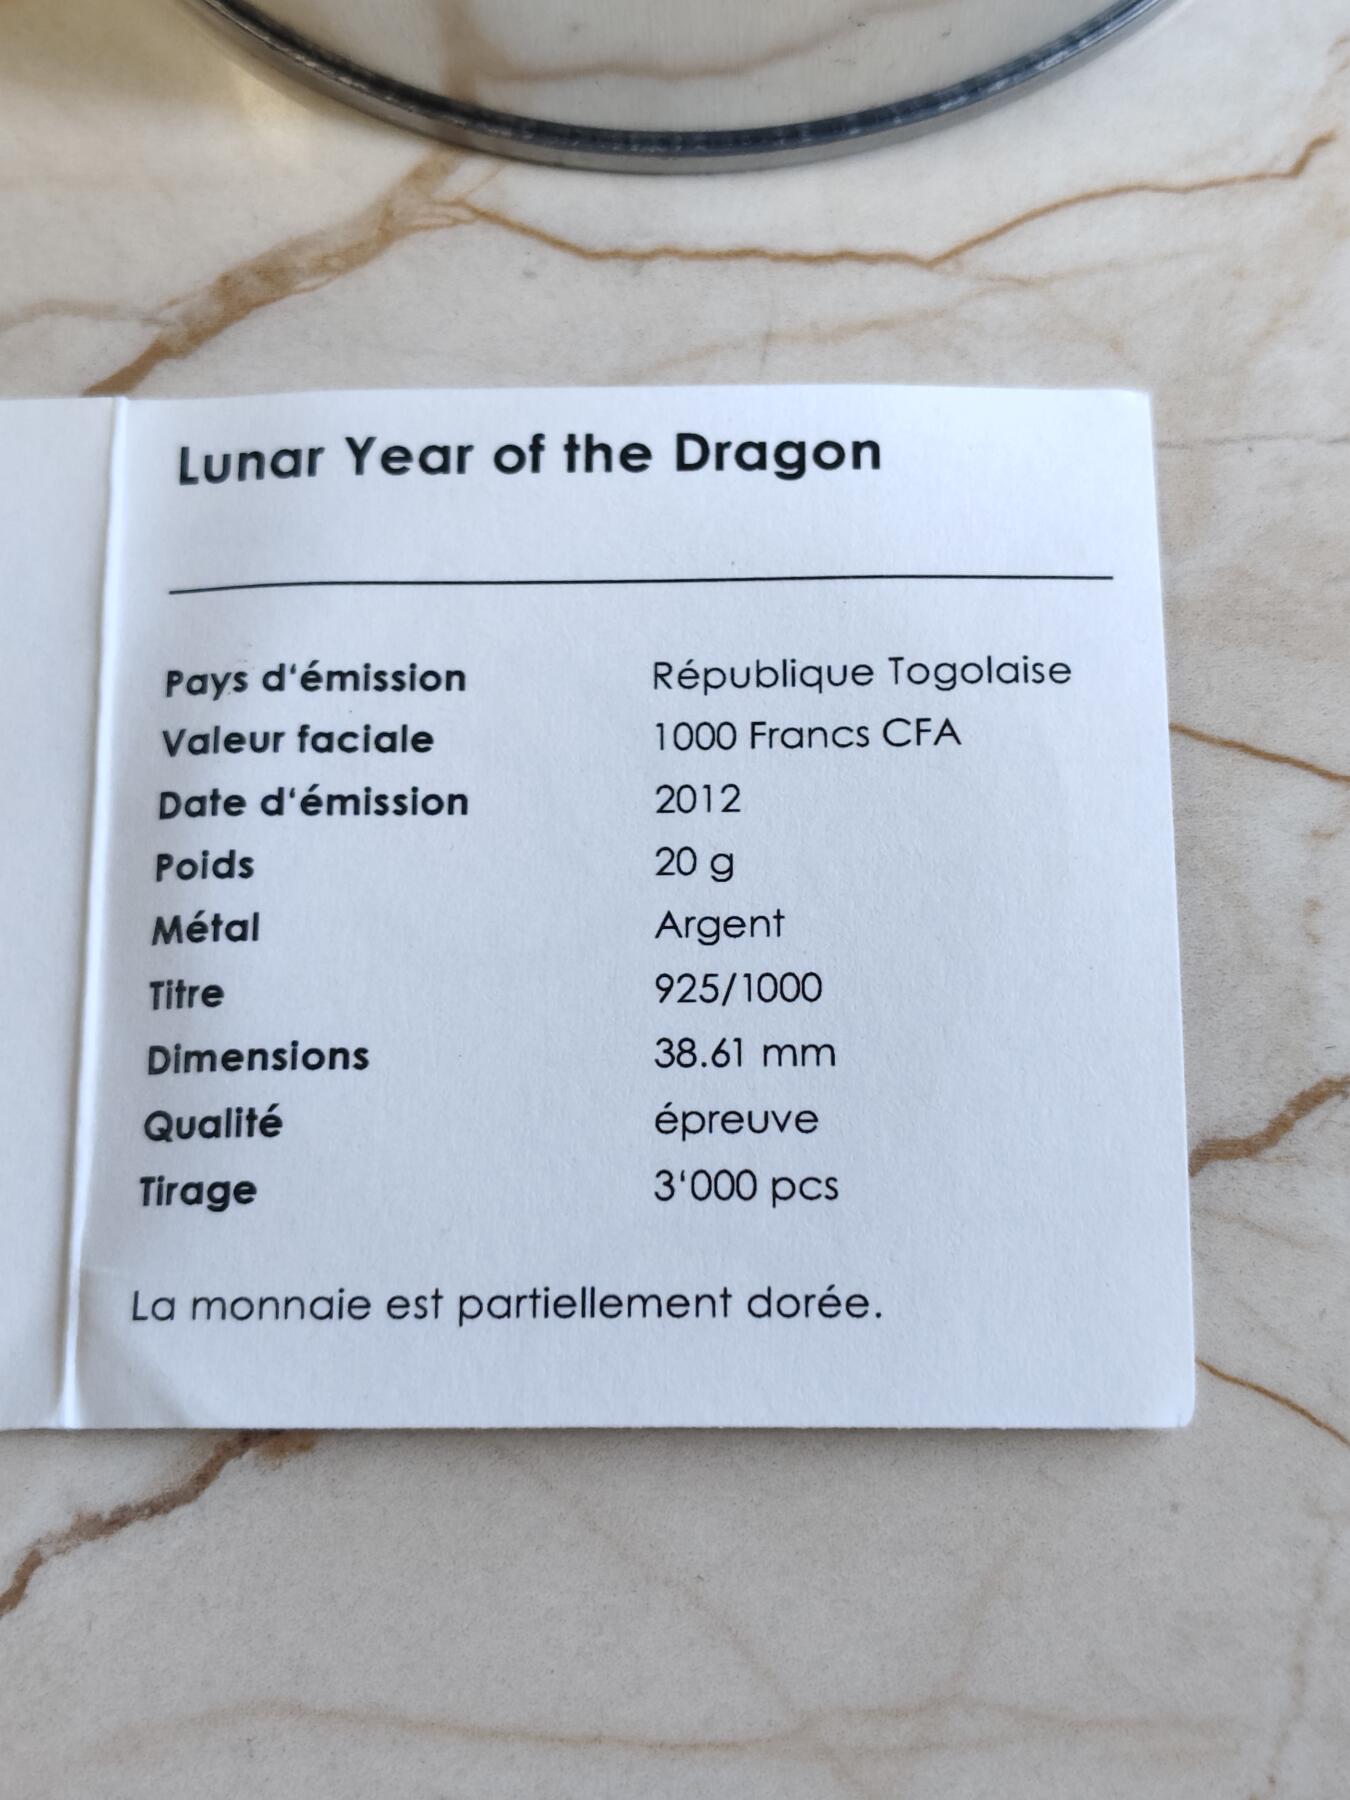 Lunar Year of the Dragon
Pays d‘émission République Togolaise
Valeur faciale 1000 Francs CFA
Date d‘émission 2012
Poids 20 g
Métal Argent
Titre 925/1000
Dimensions 38.61 mm
Qualité épreuve
Tirage 3‘000 pcs
La monnaie est partiellement dorée.